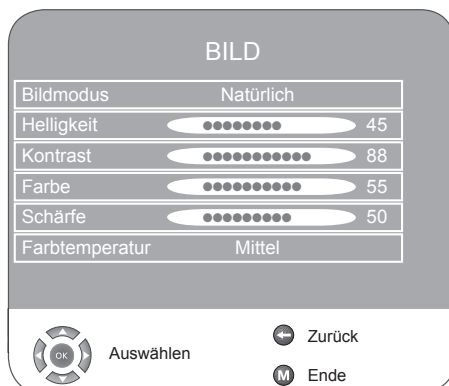 BILD
Bildmodus Natürlich
Helligkeit 45
Kontrast 88
Farbe 55
Schärfe 50
Farbtemperatur Mittel
OK Auswählen
Zurück
M Ende